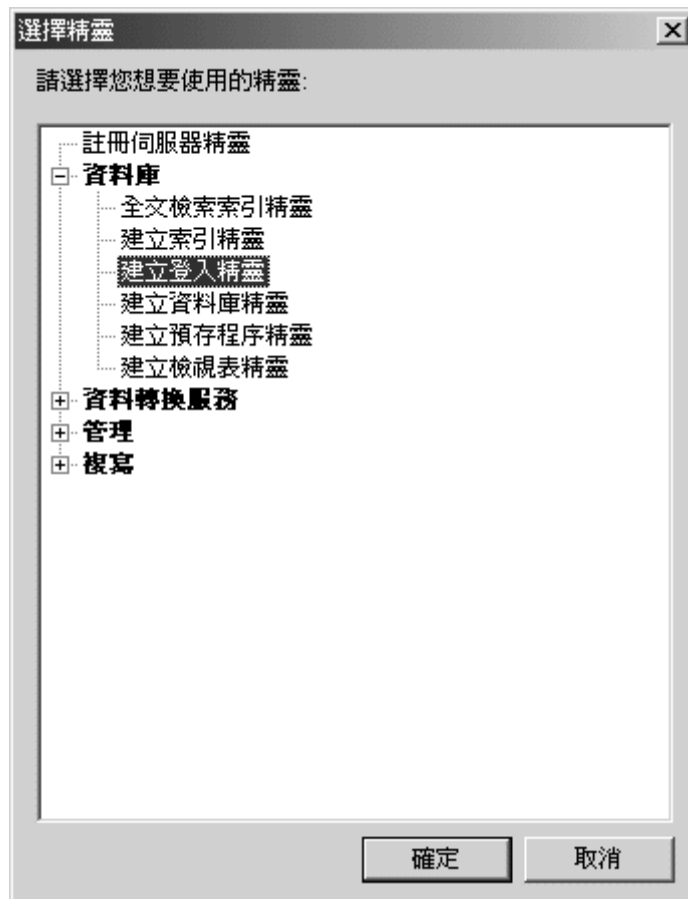 選擇精靈
請選擇您想要使用的精靈:
註冊伺服器精靈
資料庫
全文檢索索引精靈
建立索引精靈
建立登入精靈
建立資料庫精靈
建立預存程序精靈
建立檢視表精靈
資料轉換服務
管理
複寫
確定
取消